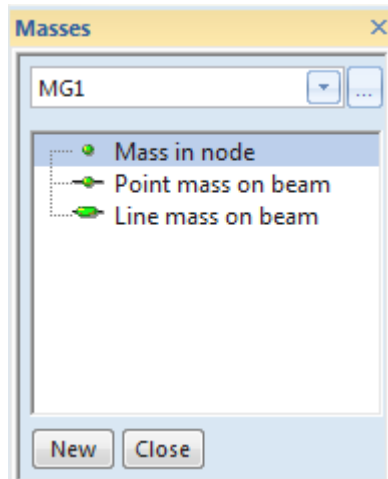 Masses
MG1
...
Mass in node
Point mass on beam
Line mass on beam
New Close